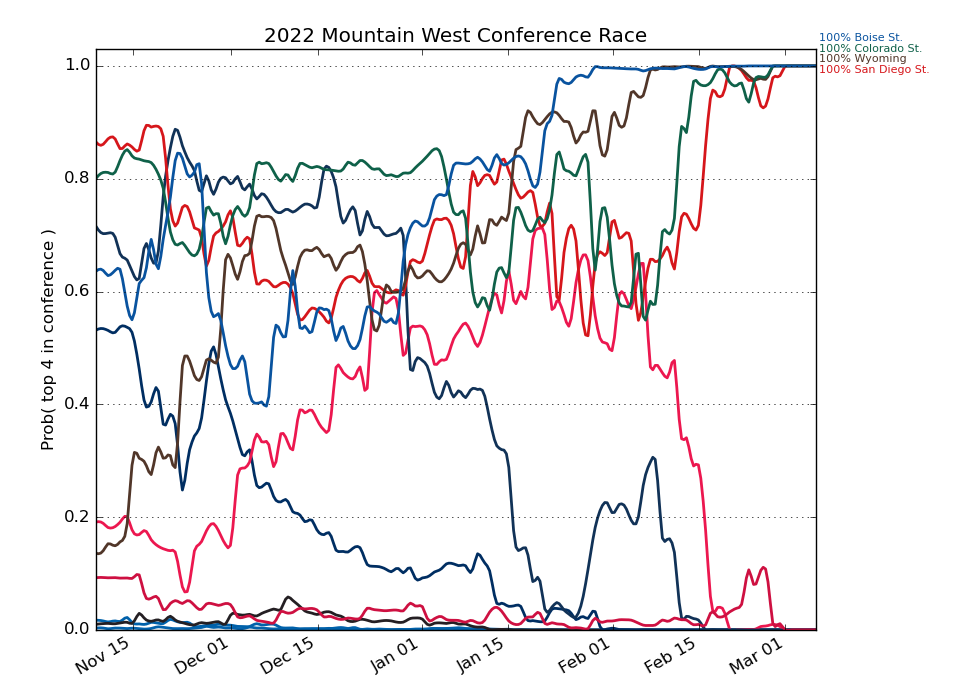 2022 Mountain West Conference Race
100% Boise St.
100% Colorado St.
100% Wyoming
100% San Diego St.
Prob( top 4 in conference )
1.0
0.8
0.6
0.4
0.2
0.0
Nov 15
Dec 01
Dec 15
Jan 01
Jan 15
Feb 01
Feb 15
Mar 01